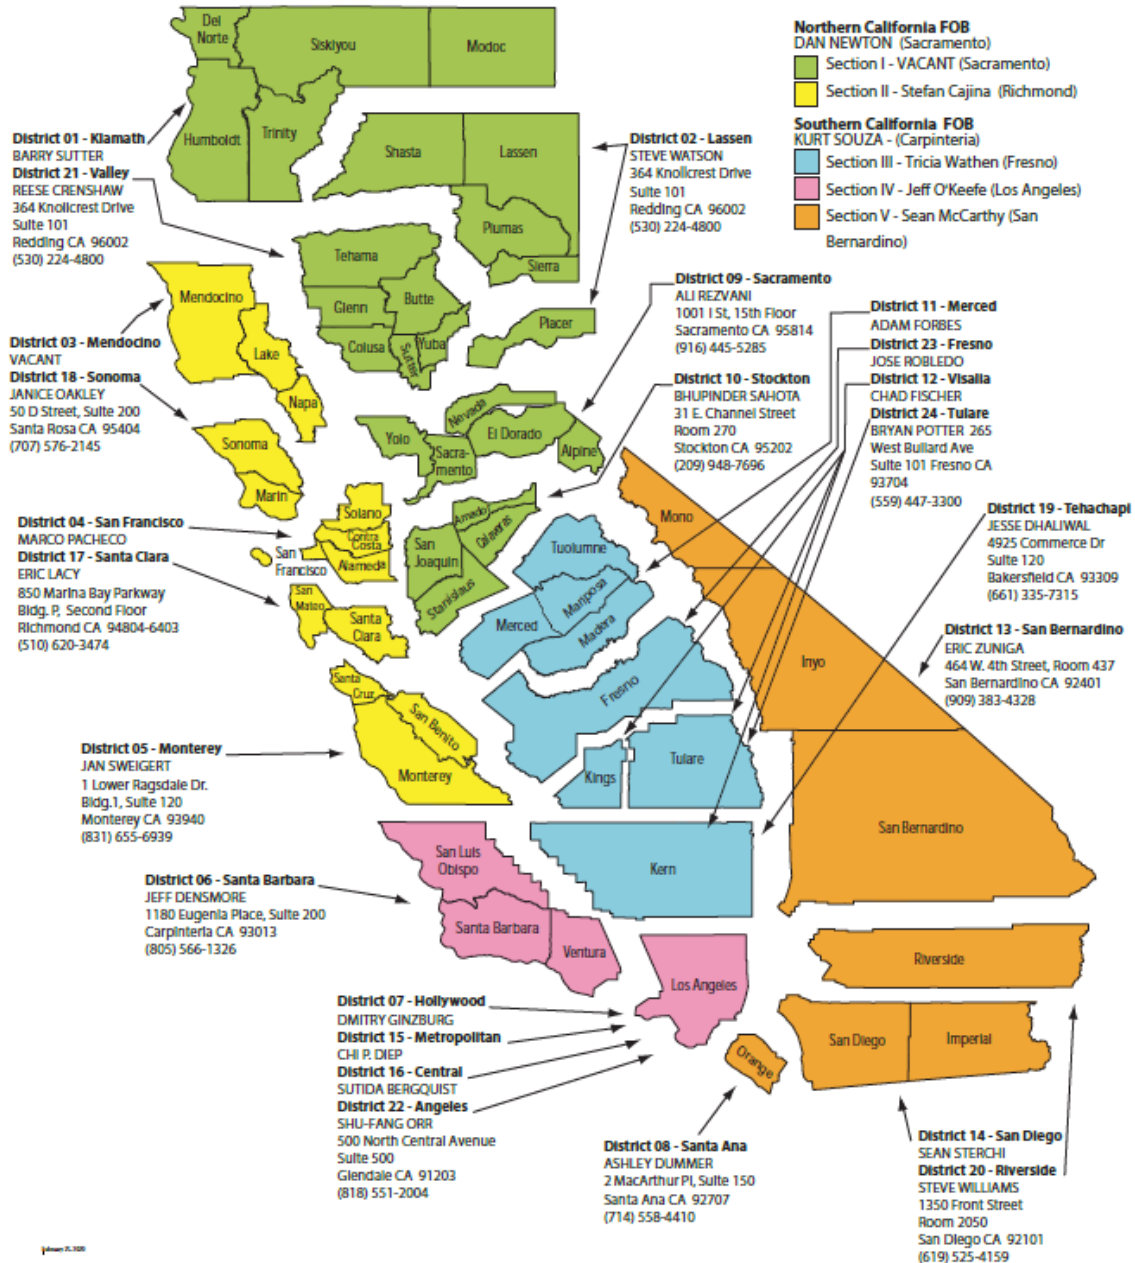 Northern California FOB
DAN NEWTON (Sacramento)
Section I - VACANT (Sacramento)
Section II - Stefan Cajina (Richmond)
Southern California FOB
KURT SOUZA - (Carpinteria)
Section III - Tricia Wathen (Fresno)
Section IV - Jeff O'Keefe (Los Angeles)
Section V - Sean McCarthy (San
Bernardino)
Del
Norte
Siskiyou
Modoc
Humboldt
Trinity
Shasta
Lassen
Plumas
Sierra
District 01 - Klamath
BARRY SUTTER
District 21 - Valley
REESE CRENSHAW
364 Knollcrest Drive
Suite 101
Redding CA 96002
(530) 224-4800
District 02 - Lassen
STEVE WATSON
364 Knollcrest Drive
Suite 101
Redding CA 96002
(530) 224-4800
Tehama
Glenn
Butte
Colusa
Sutter
Yuba
Placer
Mendocino
Lake
Napa
Sonoma
Marin
District 03 - Mendocino
VACANT
District 18 - Sonoma
JANICE OAKLEY
50 D Street, Suite 200
Santa Rosa CA 95404
(707) 576-2145
District 09 - Sacramento
ALI REZVANI
1001 I St, 15th Floor
Sacramento CA 95814
(916) 445-5285
District 10 - Stockton
BHUPINDER SAHOTA
31 E. Channel Street
Room 270
Stockton CA 95202
(209) 948-7696
District 11 - Merced
ADAM FORBES
District 23 - Fresno
JOSE ROBLEDO
District 12 - Visalia
CHAD FISCHER
District 24 - Tulare
BRYAN POTTER 265
West Bullard Ave
Suite 101 Fresno CA
93704
(559) 447-3300
Nevada
Yolo
El Dorado
Sacra-
mento
Alpine
Solano
Contra
Costa
Alameda
San
Francisco
San
Mateo
Santa
Clara
Amado
Calaveras
San
Joaquin
Stanislaus
District 04 - San Francisco
MARCO PACHECO
District 17 - Santa Clara
ERIC LACY
850 Marina Bay Parkway
Bldg. P, Second Floor
Richmond CA 94804-6403
(510) 620-3474
Tuolumne
Mariposa
Merced
Madera
Fresno
Kings
Tulare
Kern
Mono
Inyo
San Bernardino
District 19 - Tehachapi
JESSE DHALIWAL
4925 Commerce Dr
Suite 120
Bakersfield CA 93309
(661) 335-7315
District 13 - San Bernardino
ERIC ZUNIGA
464 W. 4th Street, Room 437
San Bernardino CA 92401
(909) 383-4328
Santa
Cruz
San Benito
Monterey
District 05 - Monterey
JAN SWEIGERT
1 Lower Ragsdale Dr.
Bldg.1, Suite 120
Monterey CA 93940
(831) 655-6939
San Luis
Obispo
Santa Barbara
Ventura
Los Angeles
District 06 - Santa Barbara
JEFF DENSMORE
1180 Eugenia Place, Suite 200
Carpinteria CA 93013
(805) 566-1326
Riverside
San Diego
Imperial
Orange
District 07 - Hollywood
DMITRY GINZBURG
District 15 - Metropolitan
CHI P. DIEP
District 16 - Central
SUTIDA BERGQUIST
District 22 - Angeles
SHU-FANG ORR
500 North Central Avenue
Suite 500
Glendale CA 91203
(818) 551-2004
District 08 - Santa Ana
ASHLEY DUMMER
2 MacArthur Pl, Suite 150
Santa Ana CA 92707
(714) 558-4410
District 14 - San Diego
SEAN STERCHI
District 20 - Riverside
STEVE WILLIAMS
1350 Front Street
Room 2050
San Diego CA 92101
(619) 525-4159